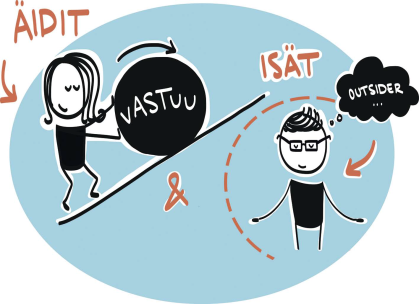 ÄIDIT
VASTUU
&
ISÄT
OUTSIDER
...